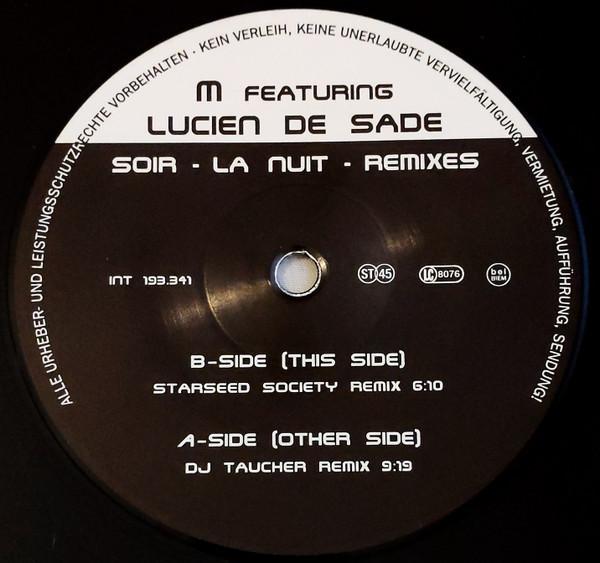 ALLE URHEBER- UND LEISTUNGSSCHUTZRECHTE VORBEHALTEN · KEIN VERLEIH, KEINE UNERLAUBTE VERVIELFÄLTIGUNG, VERMIETUNG, AUFFÜHRUNG, SENDUNG!
M FEATURING
LUCIEN DE SADE
SOIR - LA NUIT - REMIXES
INT 193.341 ST 45 LC 8076 bel BIEM
B-SIDE (THIS SIDE)
STARSEED SOCIETY REMIX 6:10
A-SIDE (OTHER SIDE)
DJ TAUCHER REMIX 9:19